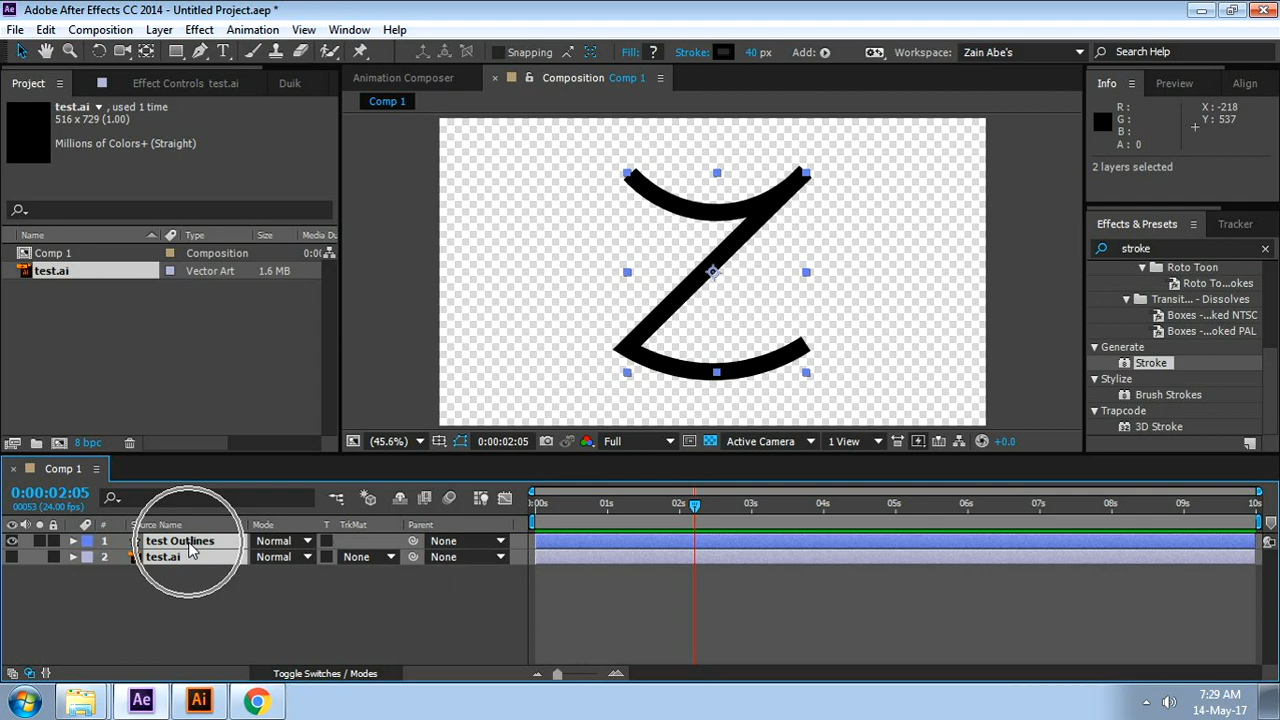 Ae Adobe After Effects CC 2014 - Untitled Project.aep *
File Edit Composition Layer Effect Animation View Window Help
Snapping Fill: ? Stroke: 40 px Add: Workspace: Zain Abe's Search Help
Project Effect Controls test.ai Duik Animation Composer Composition Comp 1 Info Preview Align
test.ai, used 1 time
516 x 729 (1.00)
Millions of Colors+ (Straight)
Comp 1
R:
G:
B:
A: 0
X: -218
Y: 537
2 layers selected
Name Type Size Media Du
Comp 1 Composition 0:00
test.ai Vector Art 1.6 MB
Effects & Presets Tracker
stroke
Roto Toon
Roto To...okes
Transit... - Dissolves
Boxes -...ked NTSC
Boxes -...oked PAL
Generate
Stroke
Stylize
Brush Strokes
Trapcode
3D Stroke
8 bpc (45.6%) 0:00:02:05 Full Active Camera 1 View +0.0
Comp 1
0:00:02:05
00053 (24.00 fps)
:00s 01s 02s 03s 04s 05s 06s 07s 08s 09s 10s
# Source Name Mode T TrkMat Parent
1 test Outlines Normal None
2 test.ai Normal None None
Toggle Switches / Modes
Ae Ai
7:29 AM
14-May-17